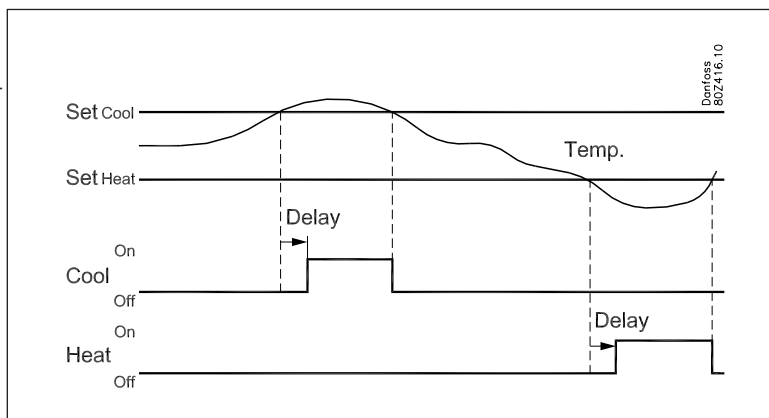 Danfoss
80Z416.10
Set Cool
Temp.
Set Heat
Delay
On
Cool
Off
Delay
On
Heat
Off